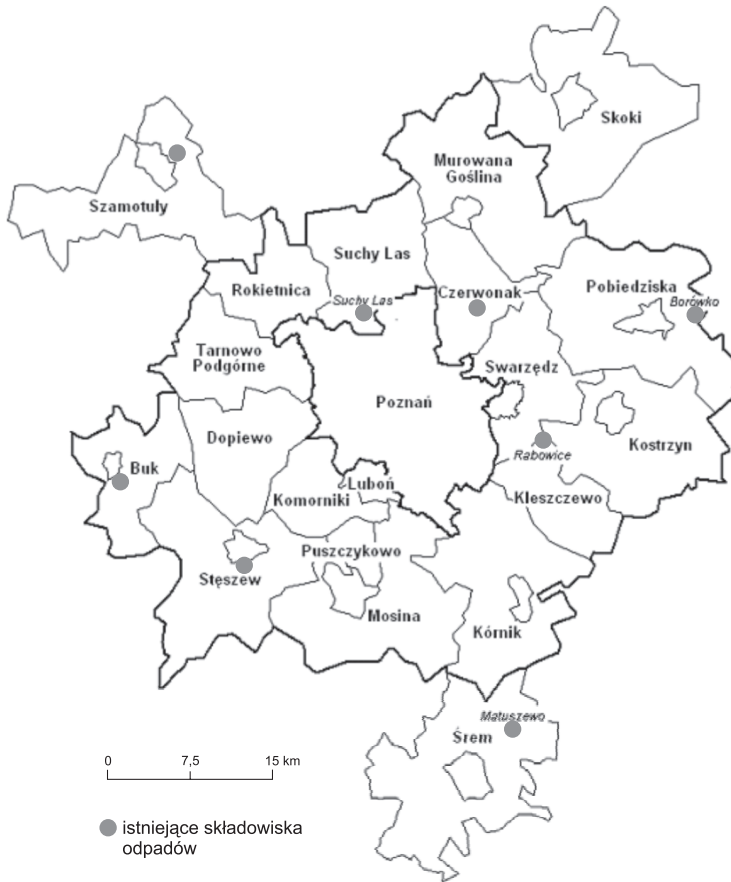 Skoki
Murowana
Goślina
Szamotuły
Suchy Las
Rokietnica
Suchy Las
Czerwonak
Pobiedziska
Borówko
Tarnowo
Podgórne
Swarzędz
Poznań
Dopiewo
Buk
Rabowice
Kostrzyn
Luboń
Komorniki
Kleszczewo
Puszczykowo
Stęszew
Mosina
Kórnik
Matuszewo
Śrem
0 7,5 15 km
istniejące składowiska
odpadów